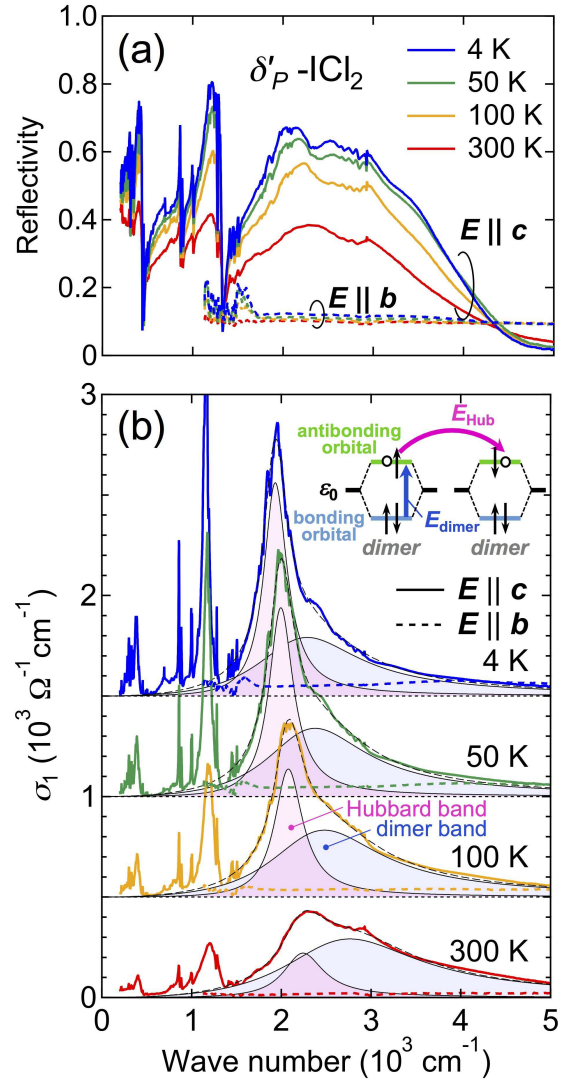 (a)
δ′P -ICl2
4 K
50 K
100 K
300 K
E || c
E || b
Reflectivity
1.0
0.8
0.6
0.4
0.2
0
(b)
EHub
antibonding
orbital
ε0
bonding
orbital
Edimer
dimer
dimer
E || c
E || b
4 K
50 K
100 K
Hubbard band
dimer band
300 K
σ1 (10³ Ω⁻¹ cm⁻¹)
3
2
1
0
0 1 2 3 4 5
Wave number (10³ cm⁻¹)